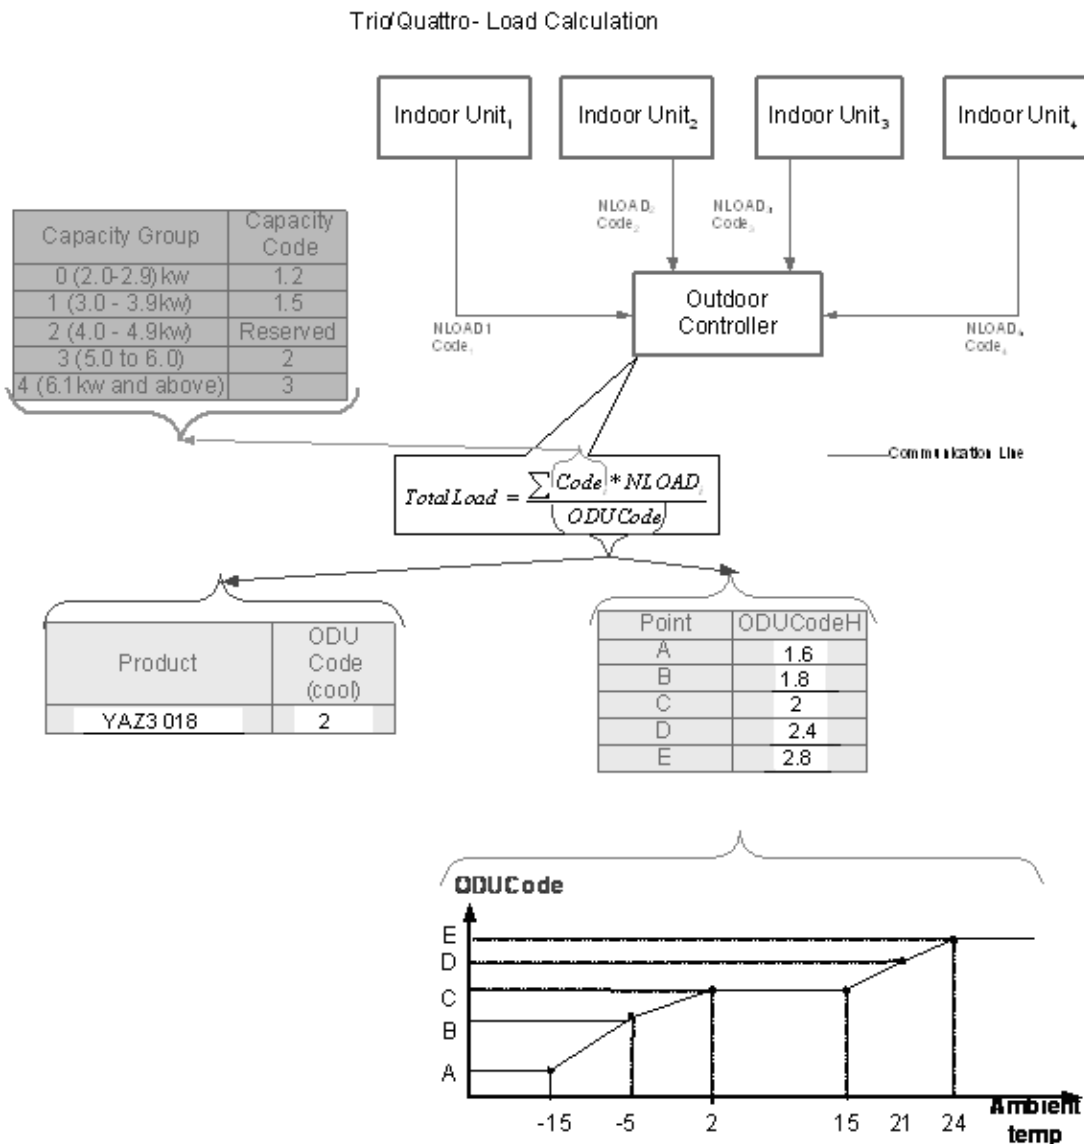 Trio/Quattro- Load Calculation
Indoor Unit1
Indoor Unit2
Indoor Unit3
Indoor Unit4
NLOAD2
Code2
NLOAD3
Code3
Capacity Group
Capacity
Code
0 (2.0-2.9) kw
1.2
1 (3.0 - 3.9kw)
1.5
2 (4.0 - 4.9kw)
Reserved
3 (5.0 to 6.0)
2
4 (6.1kw and above)
3
Outdoor
Controller
NLOAD1
Code1
NLOAD4
Code4
Communication Line
Total Load = ∑ Codei * NLOADi
ODUCode
Product
ODU
Code
(cool)
YAZ3 018
2
Point
ODUCodeH
A
1.6
B
1.8
C
2
D
2.4
E
2.8
ODUCode
E
D
C
B
A
-15
-5
2
15
21
24
Ambient
temp